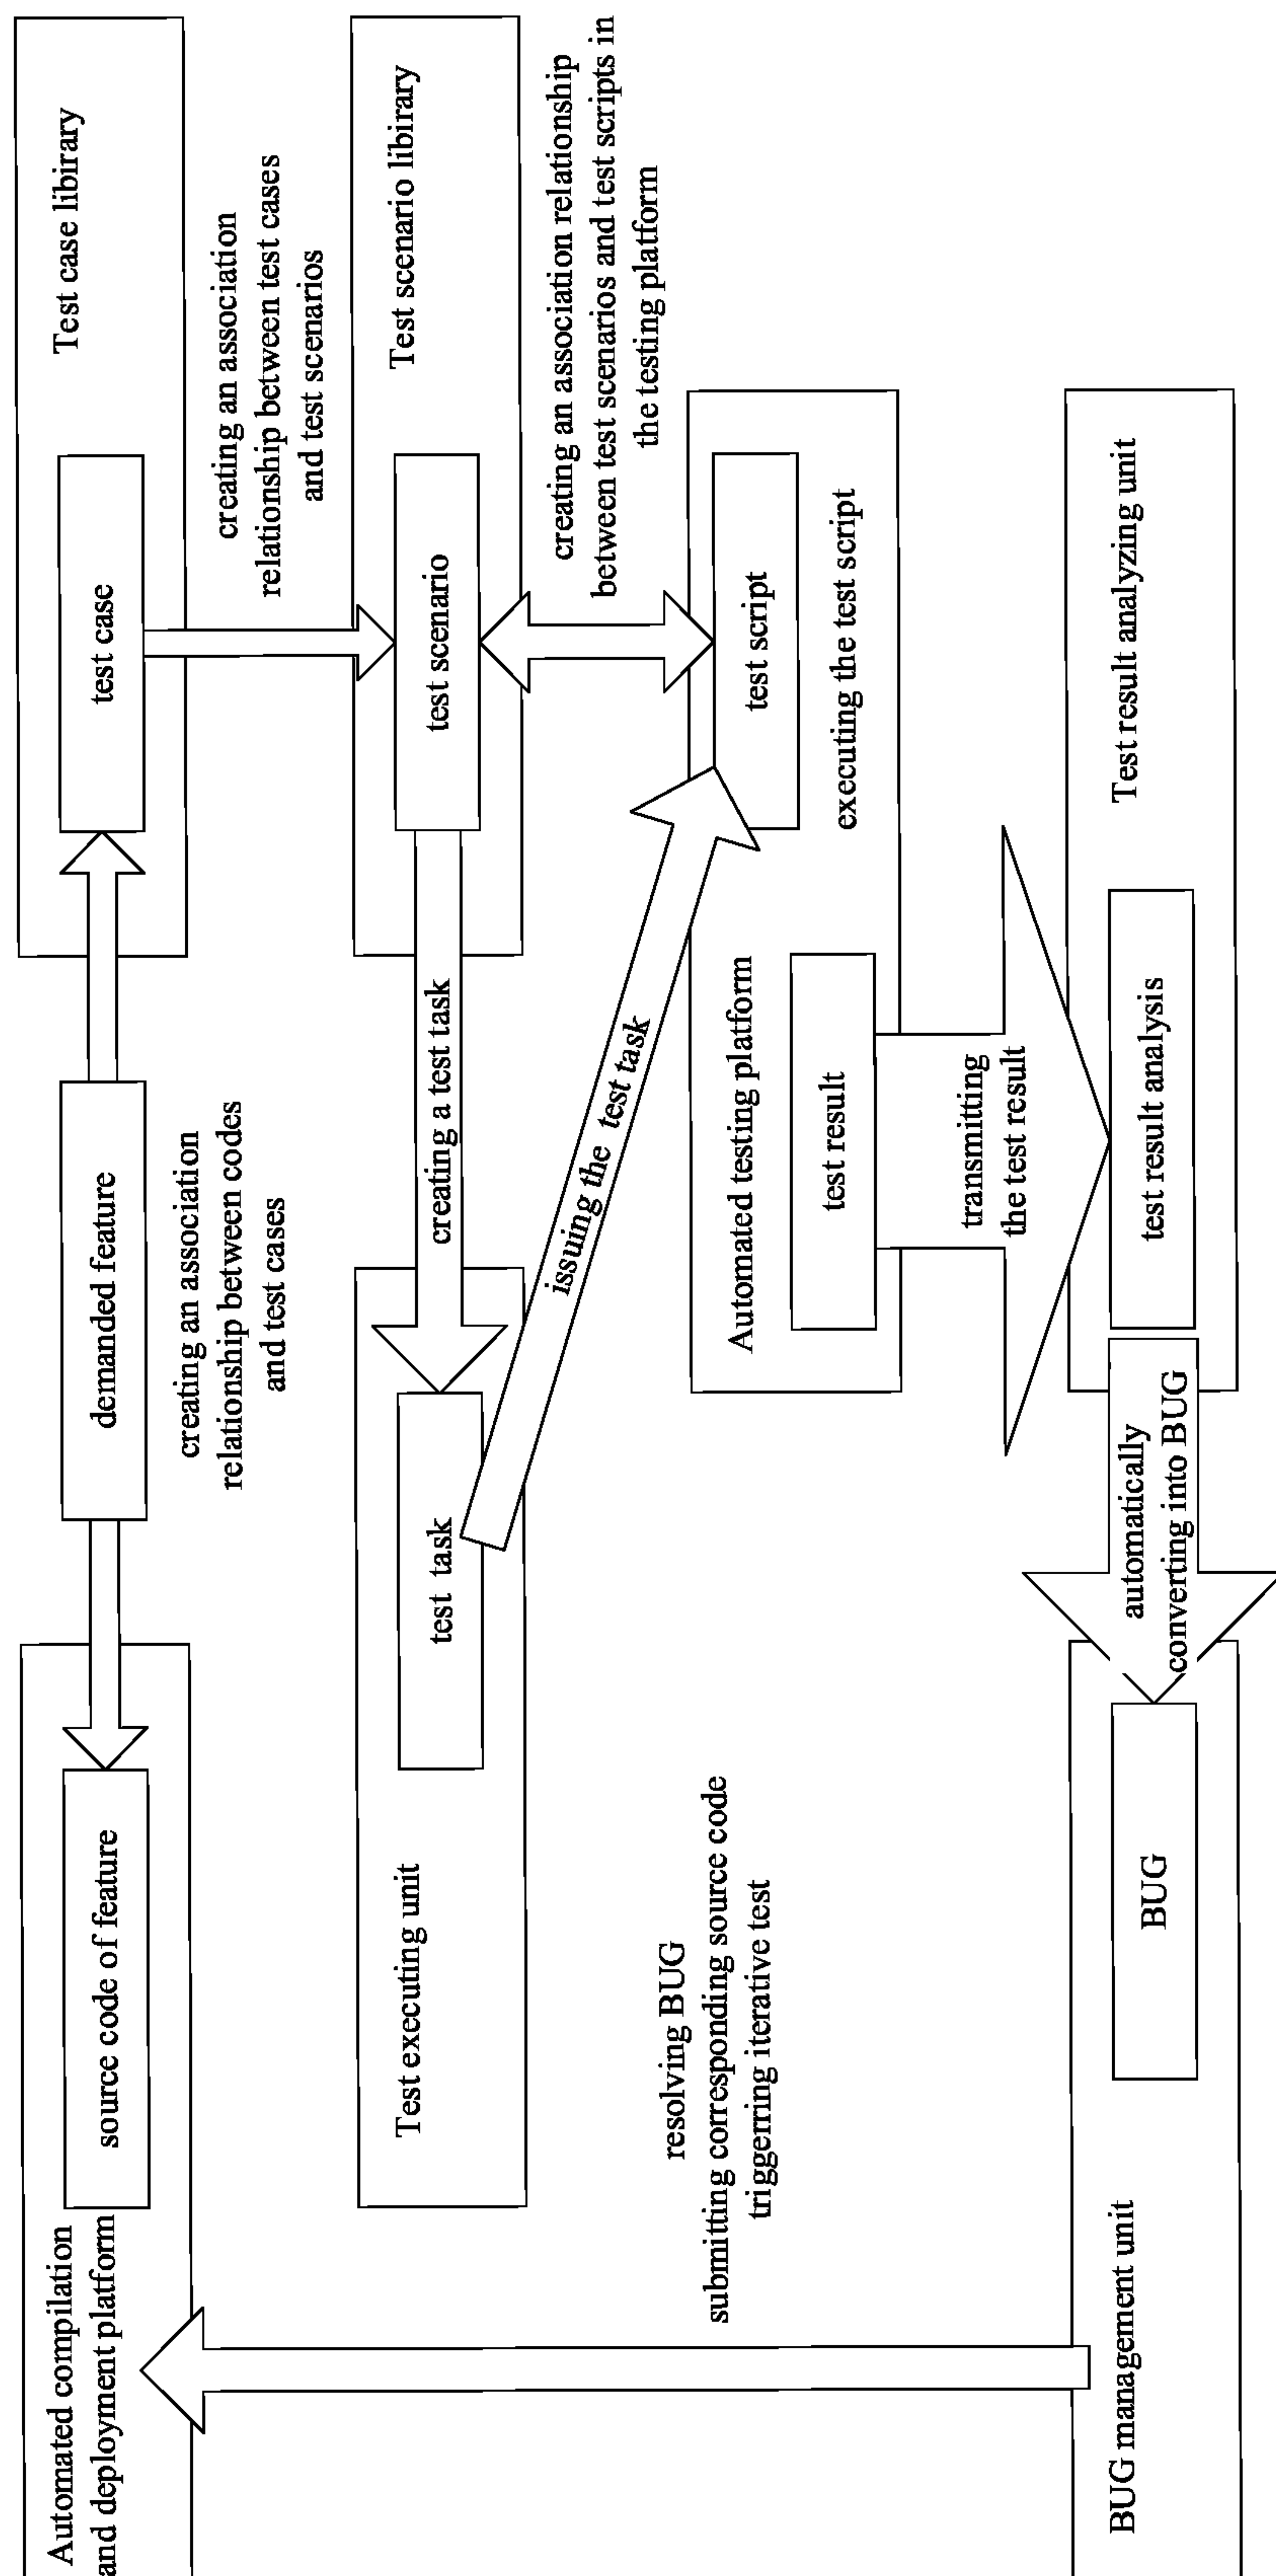 Automated compilation
and deployment platform
source code of feature
demanded feature
test case
Test case libirary
creating an association
relationship between codes
and test cases
creating an association
relationship between test cases
and test scenarios
Test executing unit
test task
creating a test task
test scenario
Test scenario libirary
issuing the test task
creating an association relationship
between test scenarios and test scripts in
the testing platform
resolving BUG
submitting corresponding source code
triggerring iterative test
Automated testing platform
test result
test script
executing the test script
transmitting
the test result
BUG management unit
BUG
automatically
converting into BUG
test result analysis
Test result analyzing unit